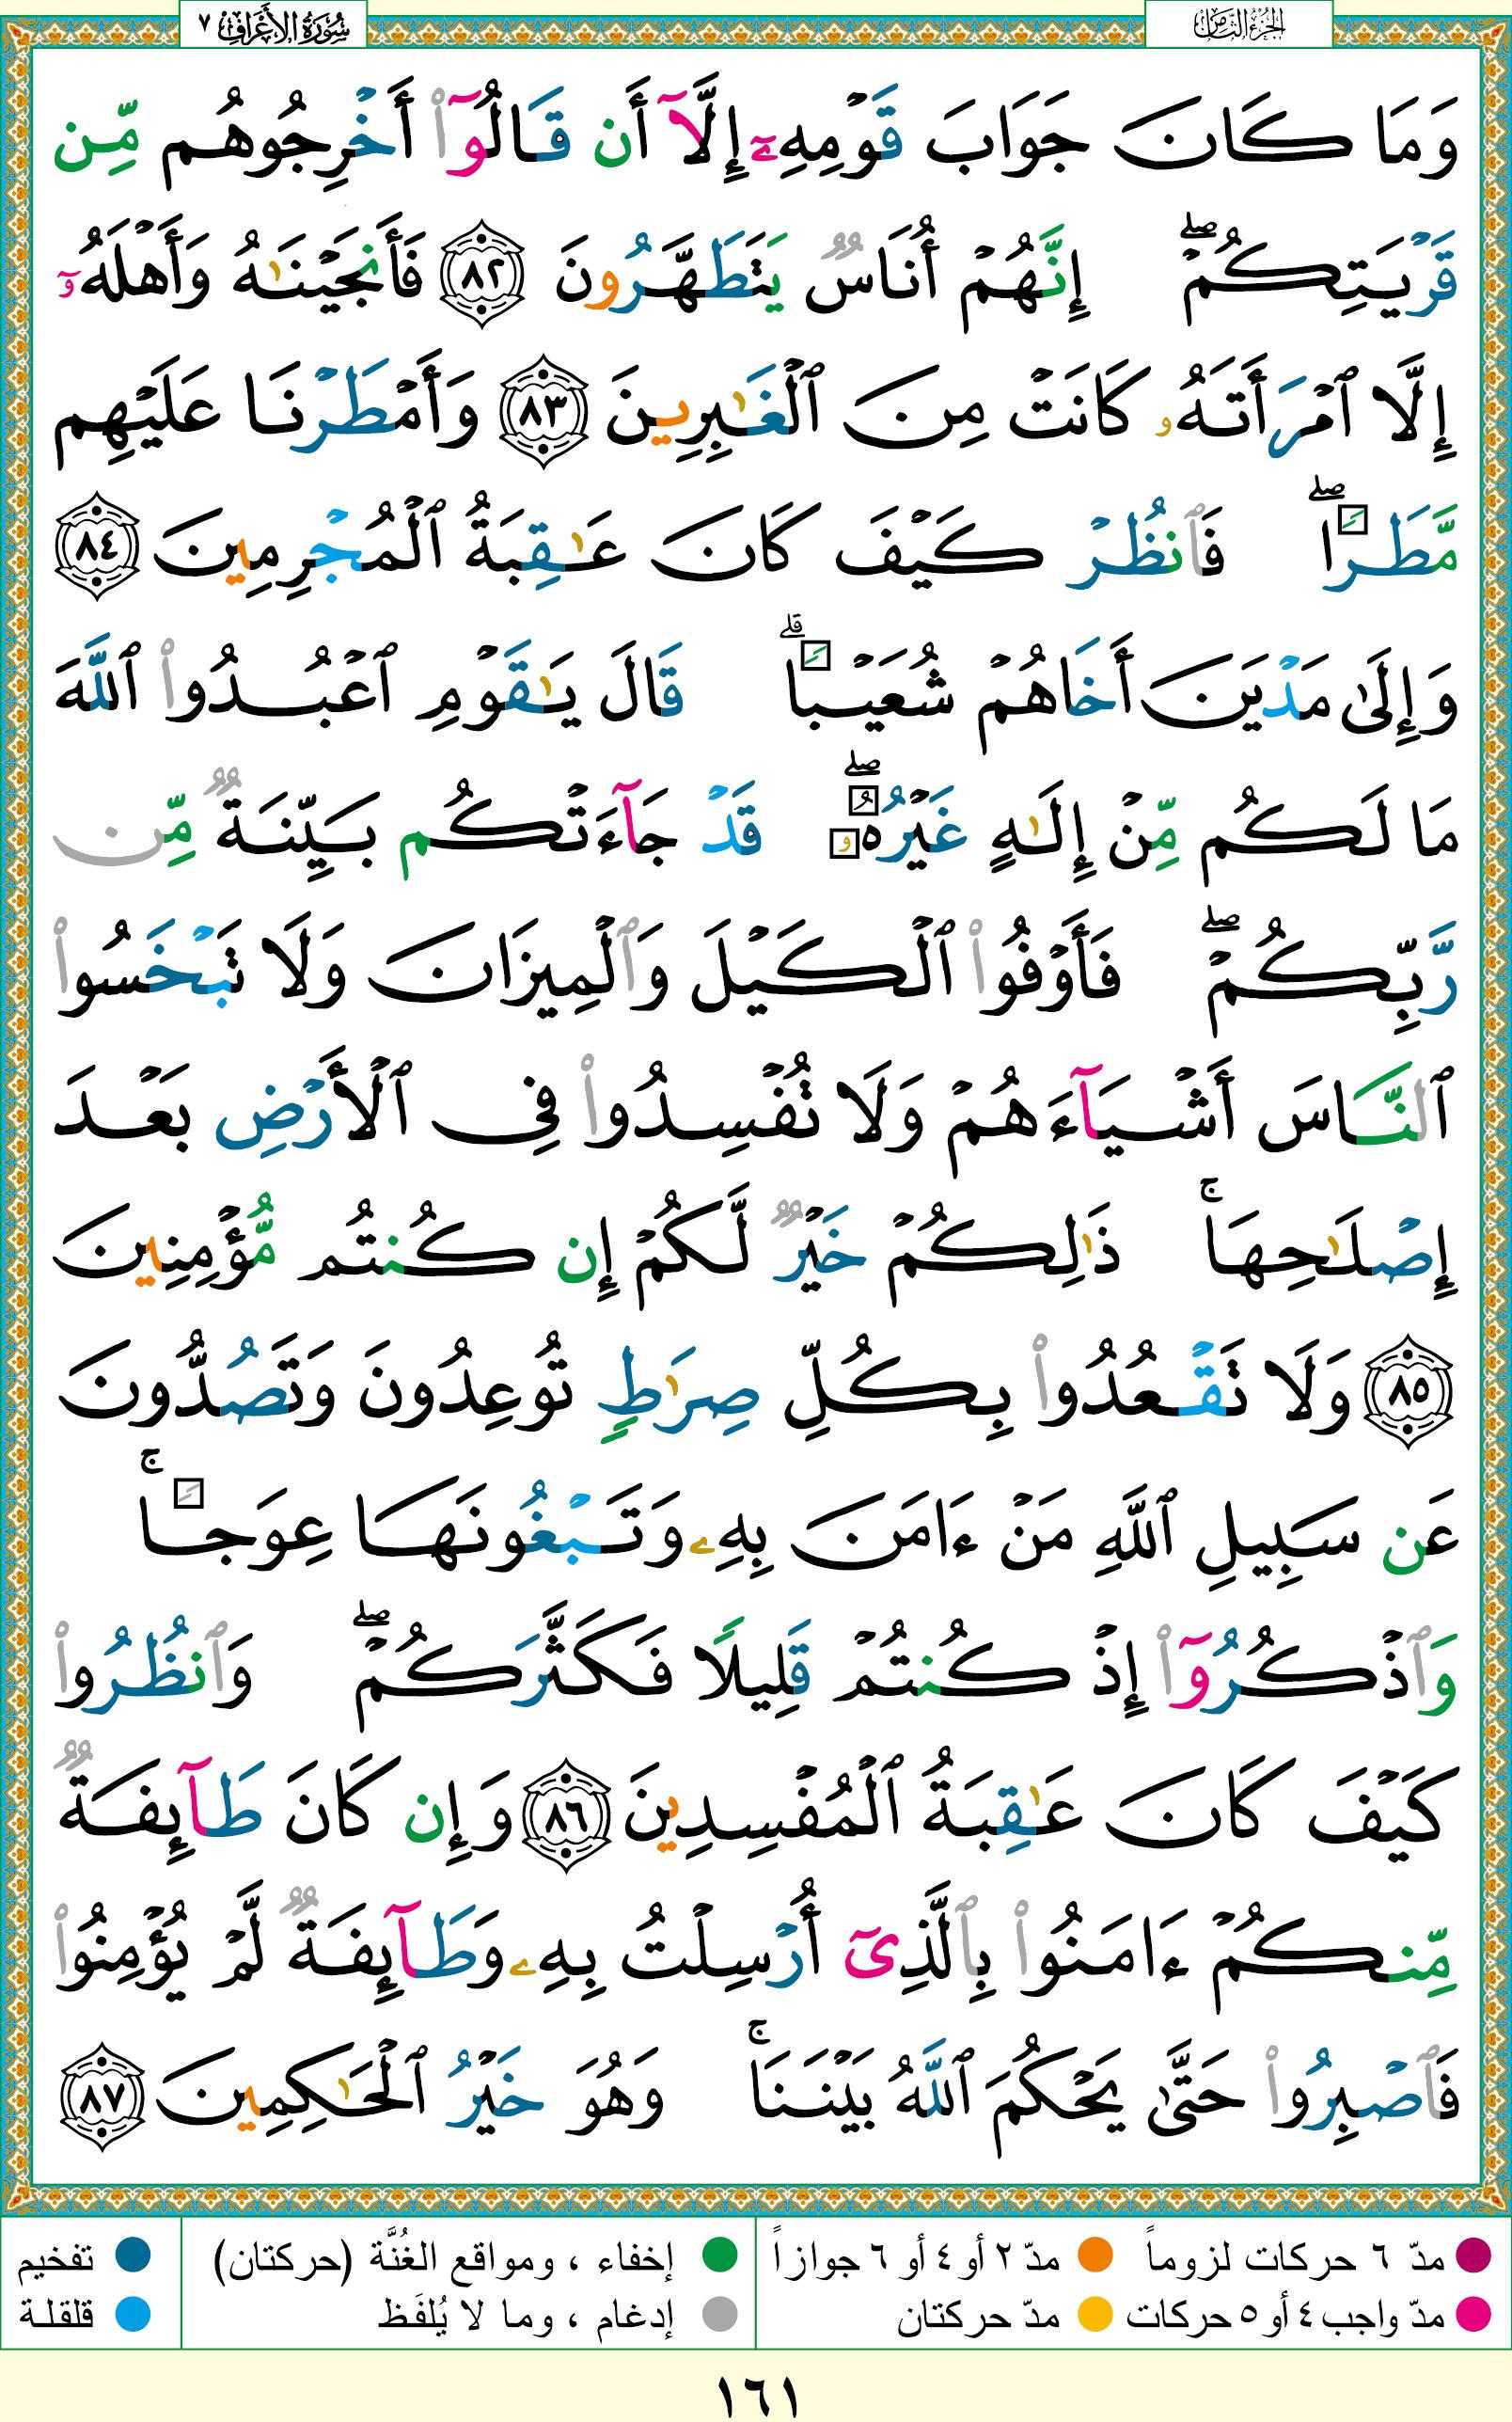 الجزء الثامن
سورة الأعراف ٧
وَمَا كَانَ جَوَابَ قَوْمِهِۦٓ إِلَّآ أَن قَالُوٓا۟ أَخْرِجُوهُم مِّن
قَرْيَتِكُمْ ۖ إِنَّهُمْ أُنَاسٌ يَتَطَهَّرُونَ ٨٢ فَأَنجَيْنَـٰهُ وَأَهْلَهُۥٓ
إِلَّا ٱمْرَأَتَهُۥ كَانَتْ مِنَ ٱلْغَـٰبِرِينَ ٨٣ وَأَمْطَرْنَا عَلَيْهِم
مَّطَرًا ۖ فَٱنظُرْ كَيْفَ كَانَ عَـٰقِبَةُ ٱلْمُجْرِمِينَ ٨٤
وَإِلَىٰ مَدْيَنَ أَخَاهُمْ شُعَيْبًا ۗ قَالَ يَـٰقَوْمِ ٱعْبُدُوا۟ ٱللَّهَ
مَا لَكُم مِّنْ إِلَـٰهٍ غَيْرُهُۥ ۖ قَدْ جَآءَتْكُم بَيِّنَةٌ مِّن
رَّبِّكُمْ ۖ فَأَوْفُوا۟ ٱلْكَيْلَ وَٱلْمِيزَانَ وَلَا تَبْخَسُوا۟
ٱلنَّاسَ أَشْيَآءَهُمْ وَلَا تُفْسِدُوا۟ فِى ٱلْأَرْضِ بَعْدَ
إِصْلَـٰحِهَا ۚ ذَٰلِكُمْ خَيْرٌ لَّكُمْ إِن كُنتُم مُّؤْمِنِينَ
٨٥ وَلَا تَقْعُدُوا۟ بِكُلِّ صِرَٰطٍ تُوعِدُونَ وَتَصُدُّونَ
عَن سَبِيلِ ٱللَّهِ مَنْ ءَامَنَ بِهِۦ وَتَبْغُونَهَا عِوَجًا ۚ
وَٱذْكُرُوٓا۟ إِذْ كُنتُمْ قَلِيلًا فَكَثَّرَكُمْ ۖ وَٱنظُرُوا۟
كَيْفَ كَانَ عَـٰقِبَةُ ٱلْمُفْسِدِينَ ٨٦ وَإِن كَانَ طَآئِفَةٌ
مِّنكُمْ ءَامَنُوا۟ بِٱلَّذِىٓ أُرْسِلْتُ بِهِۦ وَطَآئِفَةٌ لَّمْ يُؤْمِنُوا۟
فَٱصْبِرُوا۟ حَتَّىٰ يَحْكُمَ ٱللَّهُ بَيْنَنَا ۚ وَهُوَ خَيْرُ ٱلْحَـٰكِمِينَ ٨٧
مدّ ٦ حركات لزوماً مدّ ٢ أو ٤ أو ٦ جوازاً إخفاء ، ومواقع الغُنَّة (حركتان) تفخيم
مدّ واجب ٤ أو ٥ حركات مدّ حركتان إدغام ، وما لا يُلفَظ قلقلة
١٦١